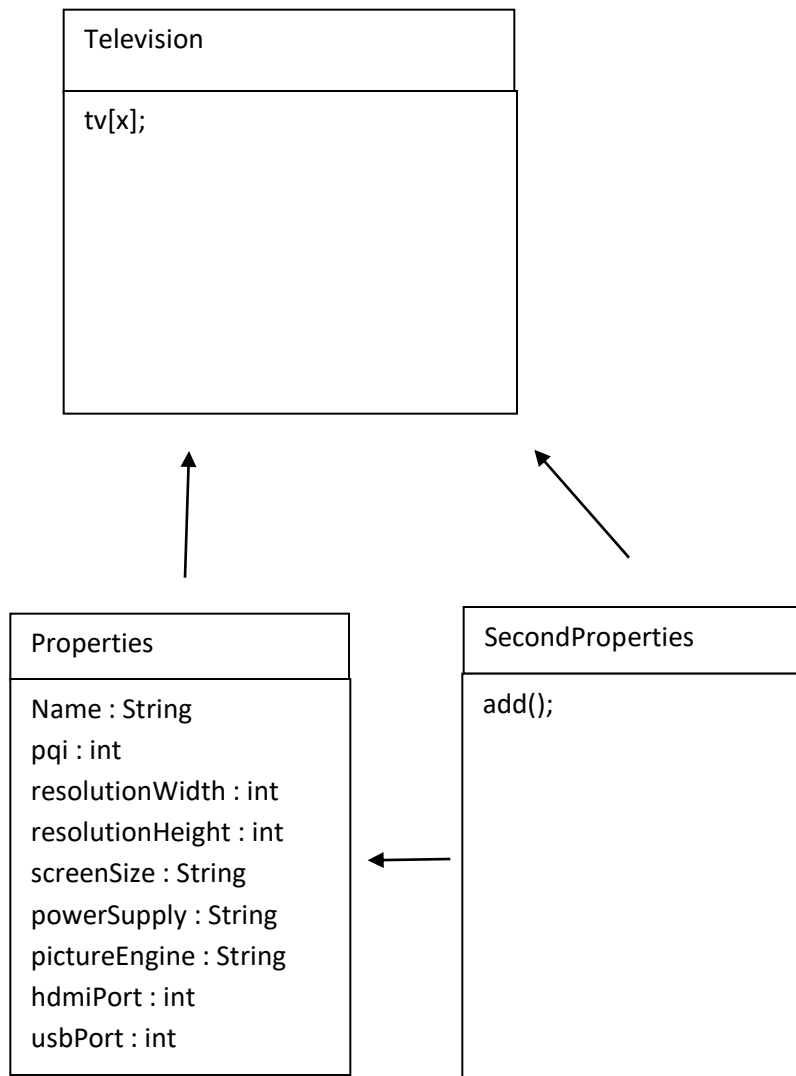 Television
tv[x];
Properties
Name : String
pqi : int
resolutionWidth : int
resolutionHeight : int
screenSize : String
powerSupply : String
pictureEngine : String
hdmiPort : int
usbPort : int
SecondProperties
add();